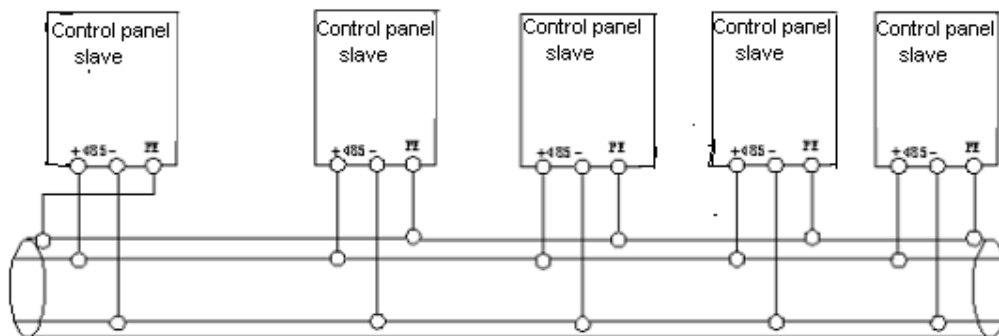 Control panel
slave
Control panel
slave
Control panel
slave
Control panel
slave
Control panel
slave
+485- PE
+485- PE
+485- PE
+485- PE
+485- PE